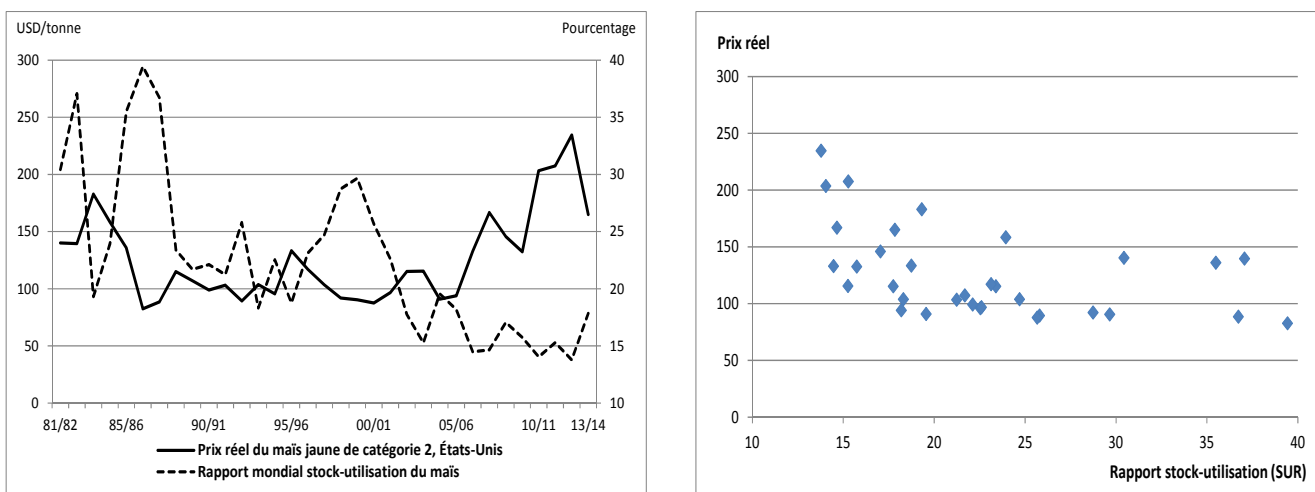 USD/tonne Pourcentage
300 40
250 35
200 30
150 25
100 20
50 15
0 10
81/82 85/86 90/91 95/96 00/01 05/06 10/11 13/14
Prix réel du maïs jaune de catégorie 2, États-Unis
Rapport mondial stock-utilisation du maïs
Prix réel
300
250
200
150
100
50
0
10 15 20 25 30 35 40
Rapport stock-utilisation (SUR)